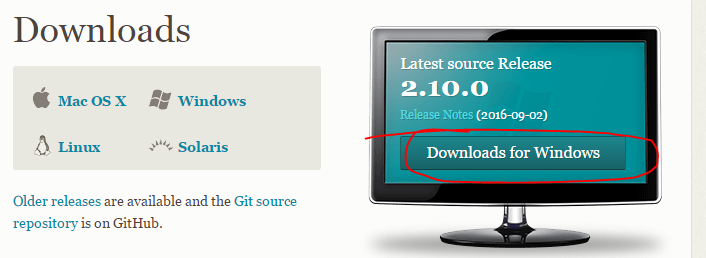 Downloads
Mac OS X
Windows
Linux
Solaris
Older releases are available and the Git source
repository is on GitHub.
Latest source Release
2.10.0
Release Notes (2016-09-02)
Downloads for Windows